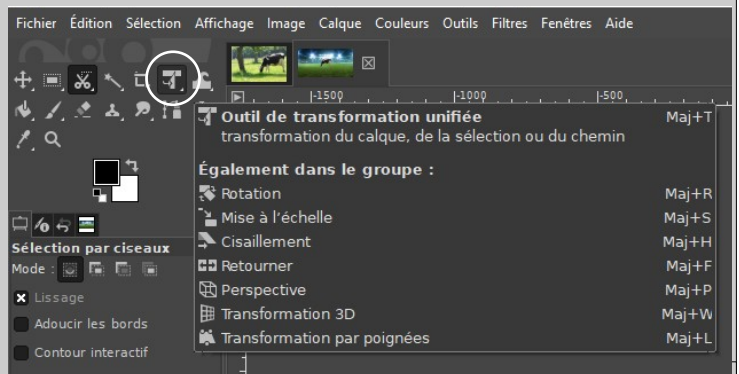 Fichier Édition Sélection Affichage Image Calque Couleurs Outils Filtres Fenêtres Aide
-1500 -1000 -500
Outil de transformation unifiée Maj+T
transformation du calque, de la sélection ou du chemin
Également dans le groupe :
Rotation Maj+R
Mise à l’échelle Maj+S
Cisaillement Maj+H
Retourner Maj+F
Perspective Maj+P
Transformation 3D Maj+W
Transformation par poignées Maj+L
Sélection par ciseaux
Mode :
Lissage
Adoucir les bords
Contour interactif